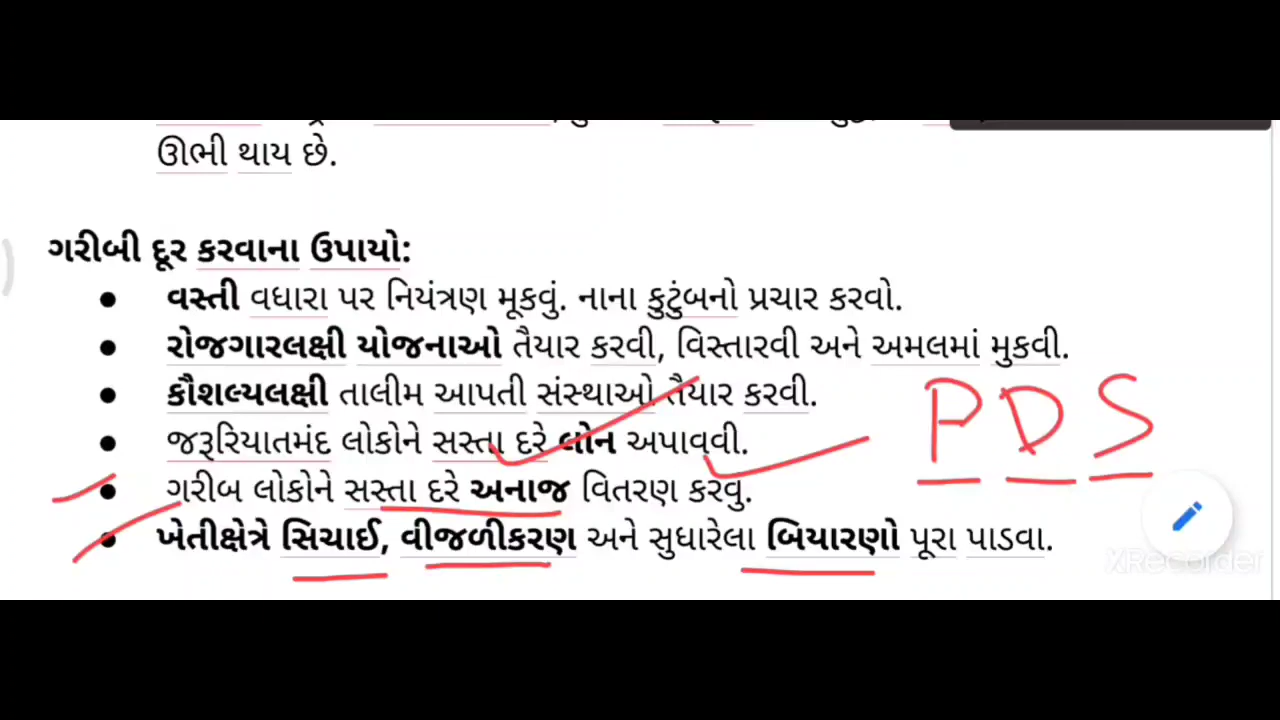 ઊભી થાય છે.
ગરીબી દૂર કરવાના ઉપાયો:
● વસ્તી વધારા પર નિયંત્રણ મૂકવું. નાના કુટુંબનો પ્રચાર કરવો.
● રોજગારલક્ષી યોજનાઓ તૈયાર કરવી, વિસ્તારવી અને અમલમાં મુકવી.
● કૌશલ્યલક્ષી તાલીમ આપતી સંસ્થાઓ તૈયાર કરવી.
● જરૂરિયાતમંદ લોકોને સસ્તા દરે લોન અપાવવી.
● ગરીબ લોકોને સસ્તા દરે અનાજ વિતરણ કરવુ.
● ખેતીક્ષેત્રે સિચાઈ, વીજળીકરણ અને સુધારેલા બિયારણો પૂરા પાડવા.
PDS
XRecorder